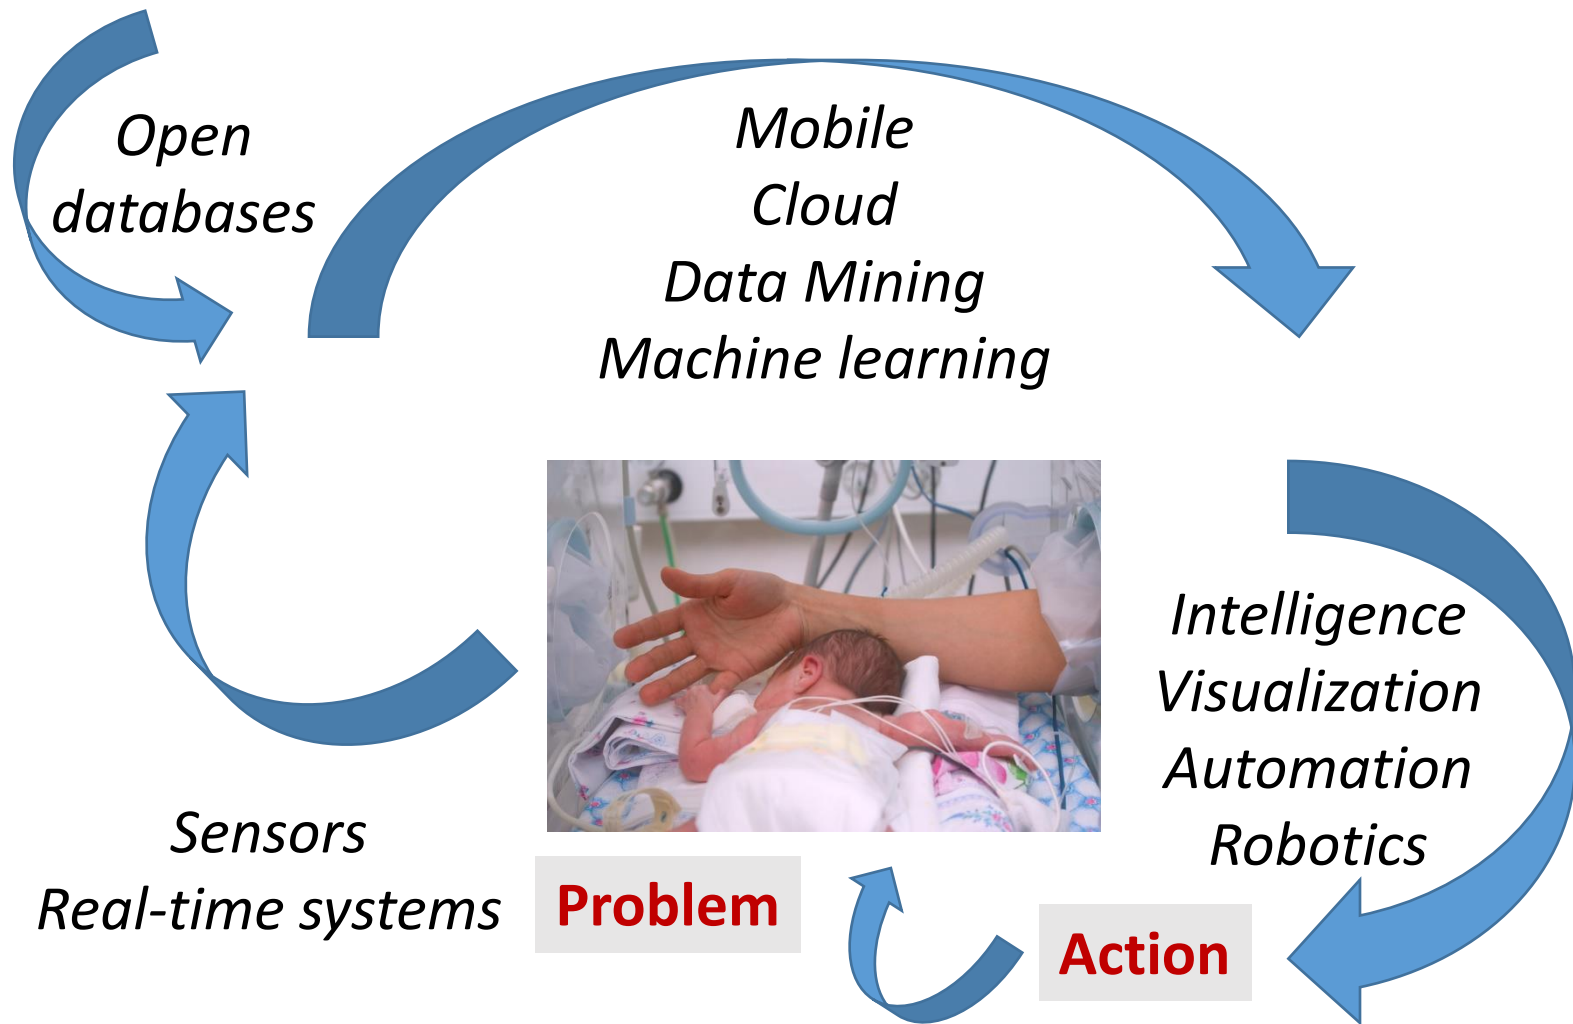 Open
databases
Mobile
Cloud
Data Mining
Machine learning
Intelligence
Visualization
Automation
Robotics
Sensors
Real-time systems
Problem
Action